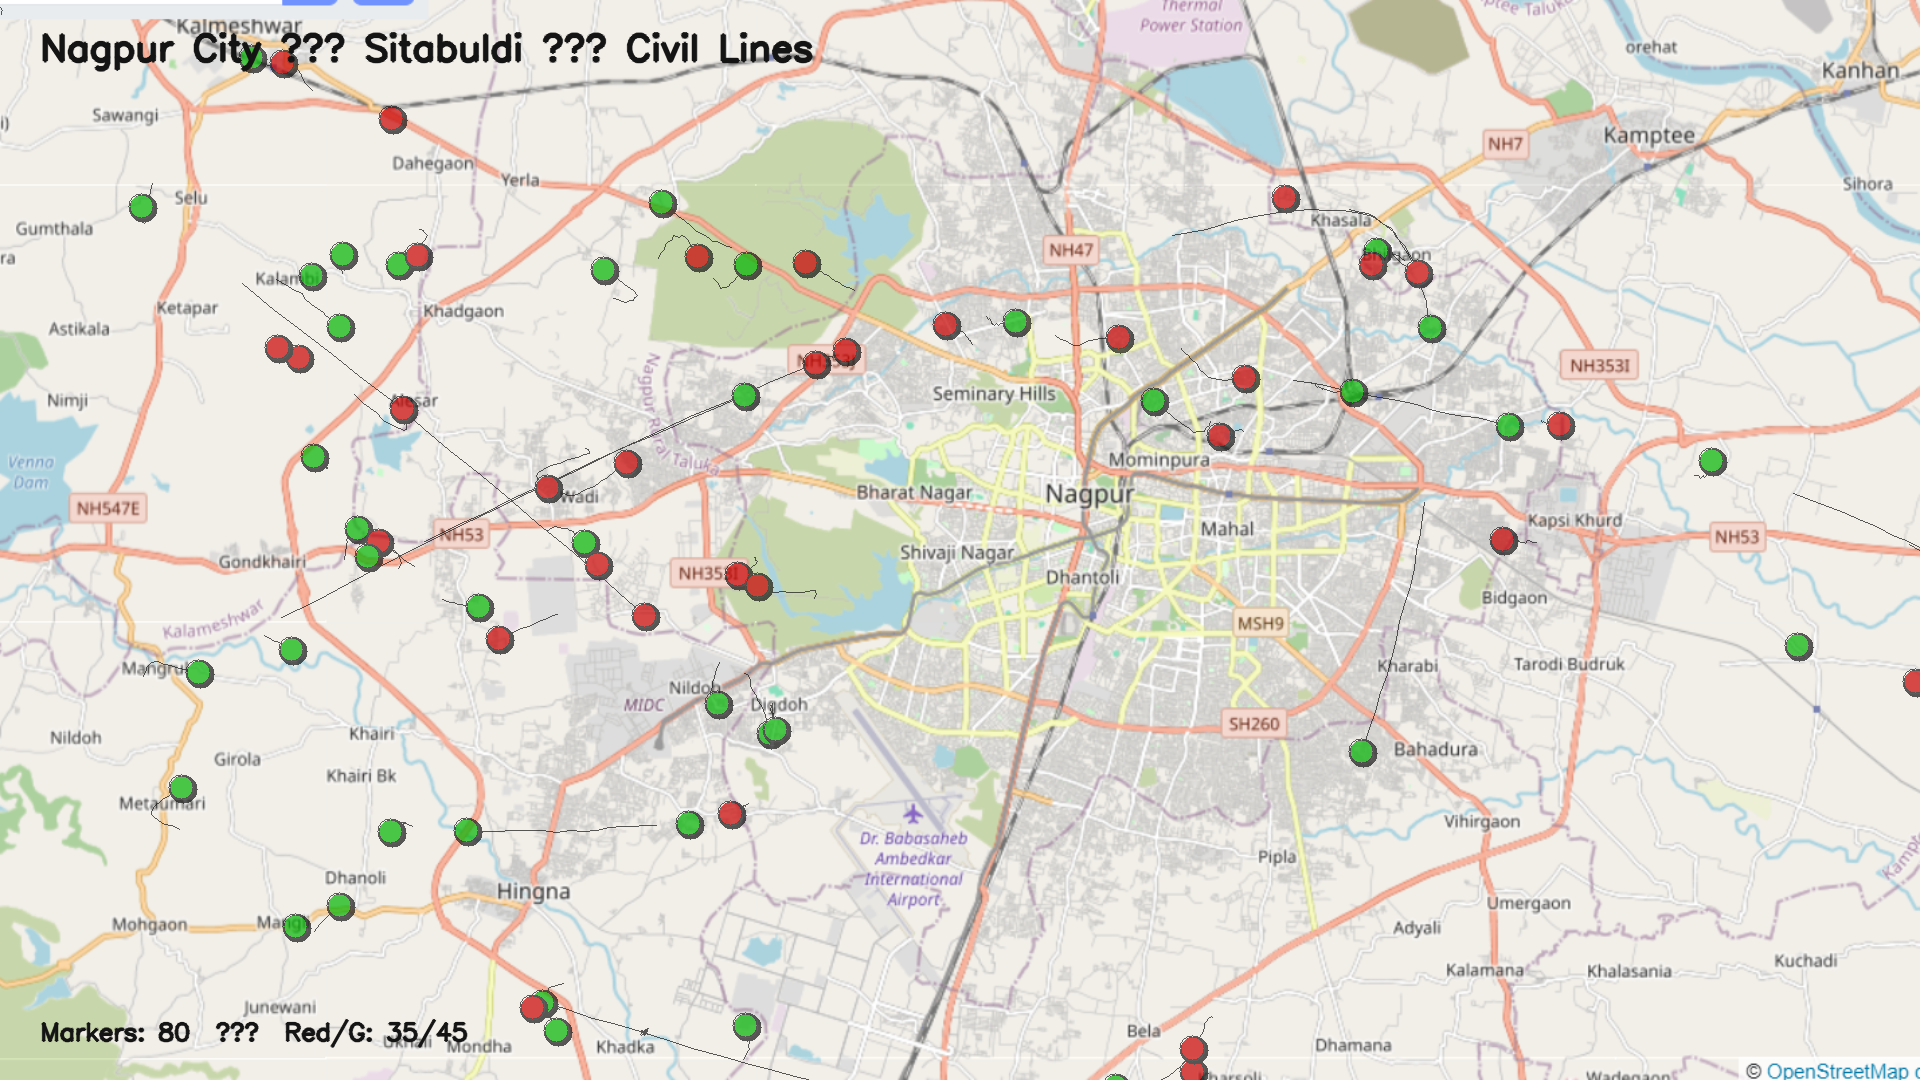 Kalmeshwar
Thermal
Power Station
Nagpur City ??? Sitabuldi ??? Civil Lines
orehat
Kanhan
Sawangi
NH7
Kamptee
Dahegaon
Yerla
Selu
Sihora
Gumthala
Khasala
NH47
Kalambi
Ketapar
Khadgaon
Astikala
NH353I
Seminary Hills
Nimji
Nagpur Rural Taluka
Venna
Dam
Mominpura
Wadi
Bharat Nagar
Nagpur
NH547E
Kapsi Khurd
Mahal
NH53
NH53
Gondkhairi
Shivaji Nagar
NH353I
Dhantoli
Bidgaon
Kalameshwar
MSH9
Kharabi
Tarodi Budruk
Nildoh
MIDC
Digdoh
SH260
Nildoh
Khairi
Bahadura
Girola
Khairi Bk
Metaumari
Vihirgaon
Dr. Babasaheb
Ambedkar
International
Airport
Pipla
Dhanoli
Hingna
Umergaon
Mohgaon
Adyali
Kalamana
Khalasania
Kuchadi
Junewani
Markers: 80 ??? Red/G: 35/45
Mondha
Khadka
Bela
Dhamana
Wadegaon
© OpenStreetMap